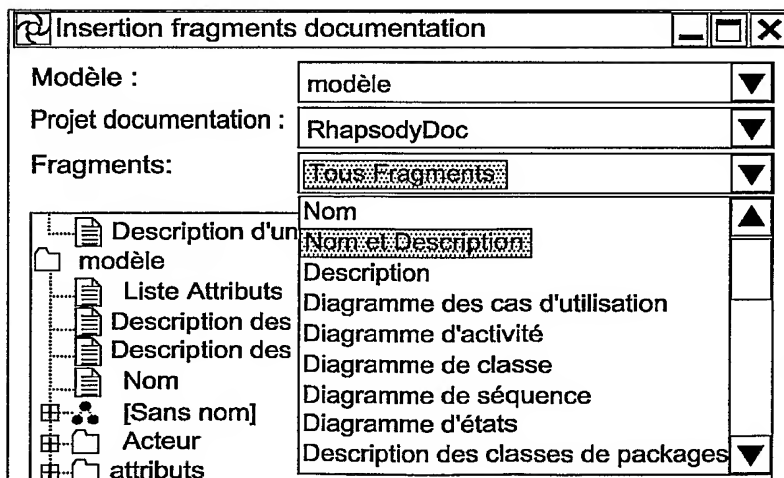 Insertion fragments documentation
Modèle :
modèle
Projet documentation :
RhapsodyDoc
Fragments:
Tous Fragments
Nom
Nom et Description
Description
Diagramme des cas d'utilisation
Diagramme d'activité
Diagramme de classe
Diagramme de séquence
Diagramme d'états
Description des classes de packages
Description d'un
modèle
Liste Attributs
Description des
Description des
Nom
[Sans nom]
Acteur
attributs